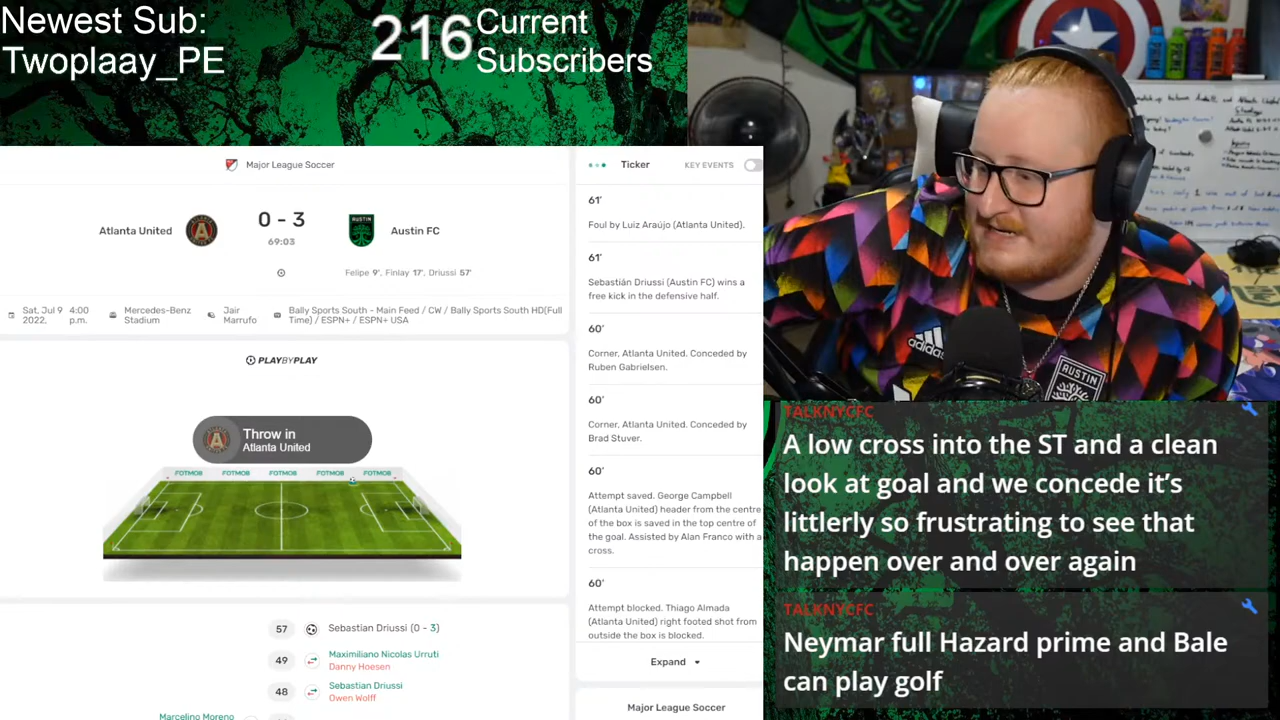 Newest Sub:
Twoplaay_PE
216
Current
Subscribers
Major League Soccer
Atlanta United
0 - 3
69:03
AUSTIN
Austin FC
Felipe 9', Finlay 17', Driussi 57'
Sat, Jul 9
2022,
4:00
p.m.
Mercedes-Benz
Stadium
Jair
Marrufo
Bally Sports South - Main Feed / CW / Bally Sports South HD(Full
Time) / ESPN+ / ESPN+ USA
PLAYBYPLAY
Throw in
Atlanta United
FOTMOB FOTMOB FOTMOB FOTMOB FOTMOB
57
Sebastian Driussi (0 - 3)
49
Maximiliano Nicolas Urruti
Danny Hoesen
48
Sebastian Driussi
Owen Wolff
Marcelino Moreno
Ticker
KEY EVENTS
61'
Foul by Luiz Araújo (Atlanta United).
61'
Sebastián Driussi (Austin FC) wins a
free kick in the defensive half.
60'
Corner, Atlanta United. Conceded by
Ruben Gabrielsen.
60'
Corner, Atlanta United. Conceded by
Brad Stuver.
60'
Attempt saved. George Campbell
(Atlanta United) header from the centre
of the box is saved in the top centre of
the goal. Assisted by Alan Franco with a
cross.
60'
Attempt blocked. Thiago Almada
(Atlanta United) right footed shot from
outside the box is blocked.
Expand
Major League Soccer
adidas
AUSTIN
TALKNYCFC
A low cross into the ST and a clean
look at goal and we concede it's
littlerly so frustrating to see that
happen over and over again
TALKNYCFC
Neymar full Hazard prime and Bale
can play golf